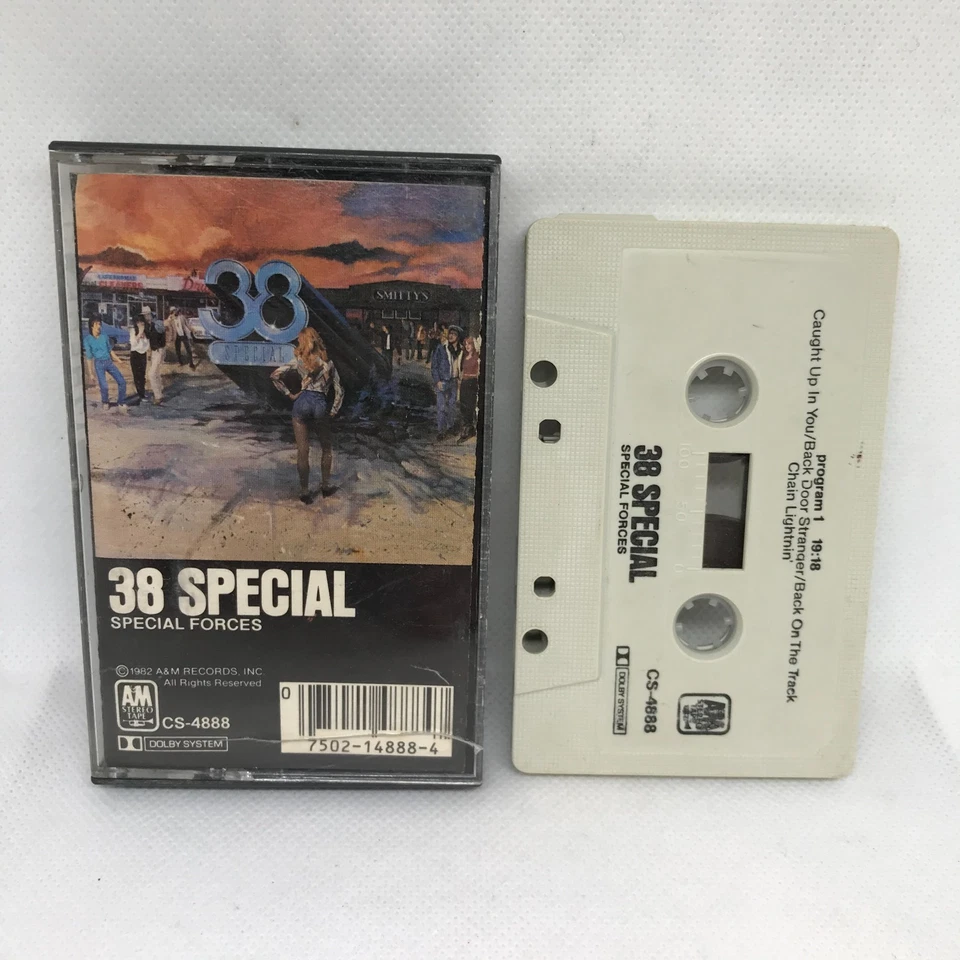 CLEANERS
38
SPECIAL
SMITTYS
38 SPECIAL
SPECIAL FORCES
©1982 A&M RECORDS, INC.
All Rights Reserved
A&M
STEREO
TAPE
CS-4888
DOLBY SYSTEM
0
7502-14888-4
38 SPECIAL
SPECIAL FORCES
program 1 19:18
Caught Up In You/Back Door Stranger/Back On The Track
Chain Lightnin'
DOLBY SYSTEM
CS-4888
A&M